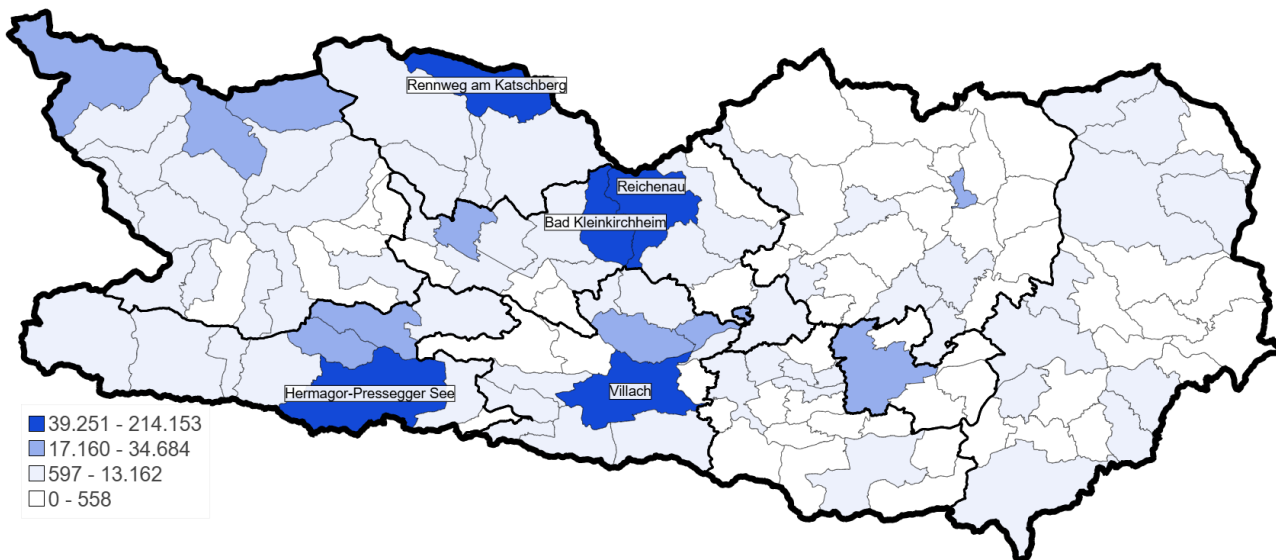 Rennweg am Katschberg
Reichenau
Bad Kleinkirchheim
Hermagor-Pressegger See
Villach
39.251 - 214.153
17.160 - 34.684
597 - 13.162
0 - 558